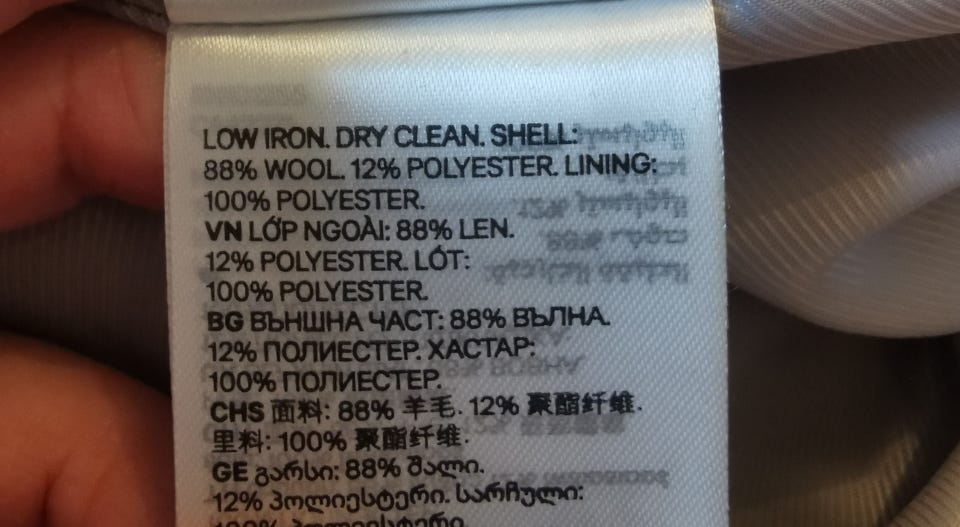 LOW IRON. DRY CLEAN. SHELL:
88% WOOL. 12% POLYESTER. LINING:
100% POLYESTER.
VN LỚP NGOÀI: 88% LEN.
12% POLYESTER. LÓT:
100% POLYESTER.
BG ВЪНШНА ЧАСТ: 88% ВЪЛНА.
12% ПОЛИЕСТЕР. ХАСТАР:
100% ПОЛИЕСТЕР.
CHS 面料: 88% 羊毛. 12% 聚酯纤维.
里料: 100% 聚酯纤维.
GE გარსი: 88% შალი.
12% პოლიესტერი. სარჩული:
100% პოლიესტერი.